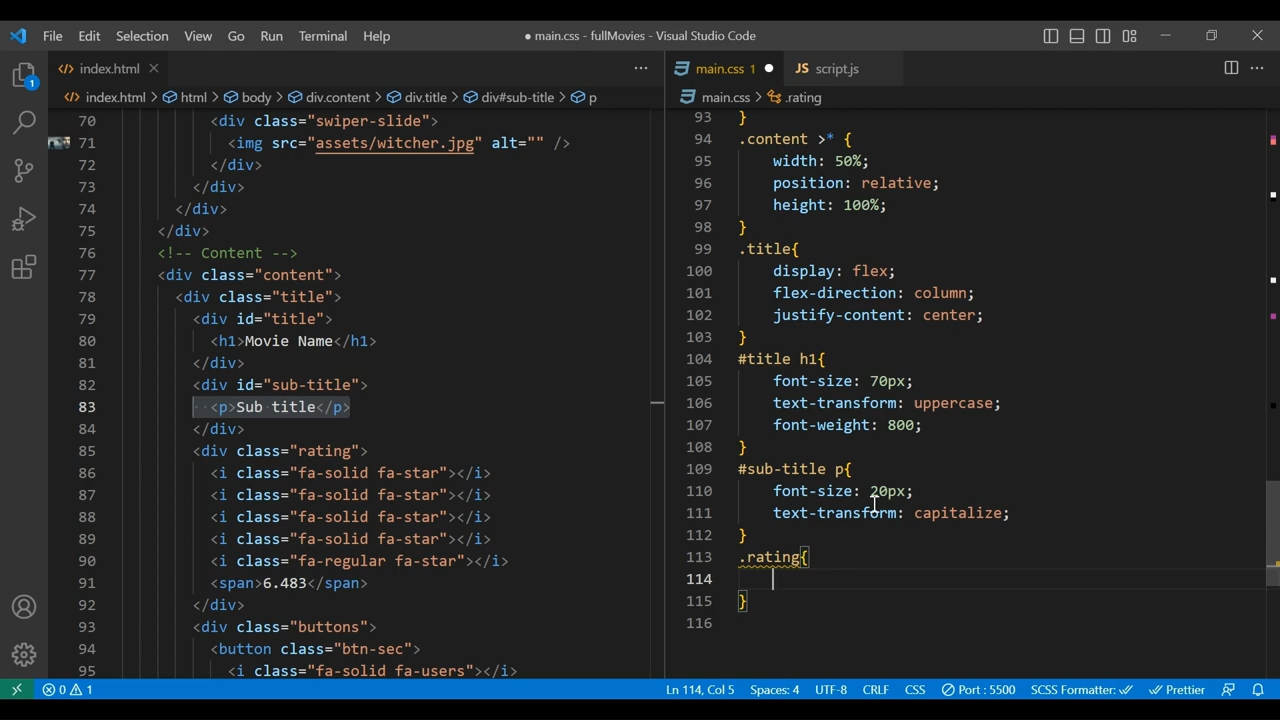 File Edit Selection View Go Run Terminal Help ● main.css - fullMovies - Visual Studio Code
index.html
main.css 1 ●
JS script.js
index.html > html > body > div.content > div.title > div#sub-title > p
main.css > .rating
1
70 <div class="swiper-slide">
71 <img src="assets/witcher.jpg" alt="" />
72 </div>
73 </div>
74 </div>
75 </div>
76 <!-- Content -->
77 <div class="content">
78 <div class="title">
79 <div id="title">
80 <h1>Movie Name</h1>
81 </div>
82 <div id="sub-title">
83 <p>Sub title</p>
84 </div>
85 <div class="rating">
86 <i class="fa-solid fa-star"></i>
87 <i class="fa-solid fa-star"></i>
88 <i class="fa-solid fa-star"></i>
89 <i class="fa-solid fa-star"></i>
90 <i class="fa-regular fa-star"></i>
91 <span>6.483</span>
92 </div>
93 <div class="buttons">
94 <button class="btn-sec">
95 <i class="fa-solid fa-users"></i>
93 }
94 .content >* {
95 width: 50%;
96 position: relative;
97 height: 100%;
98 }
99 .title{
100 display: flex;
101 flex-direction: column;
102 justify-content: center;
103 }
104 #title h1{
105 font-size: 70px;
106 text-transform: uppercase;
107 font-weight: 800;
108 }
109 #sub-title p{
110 font-size: 20px;
111 text-transform: capitalize;
112 }
113 .rating{
114
115 }
116
0 1 Ln 114, Col 5 Spaces: 4 UTF-8 CRLF CSS Port : 5500 SCSS Formatter: Prettier